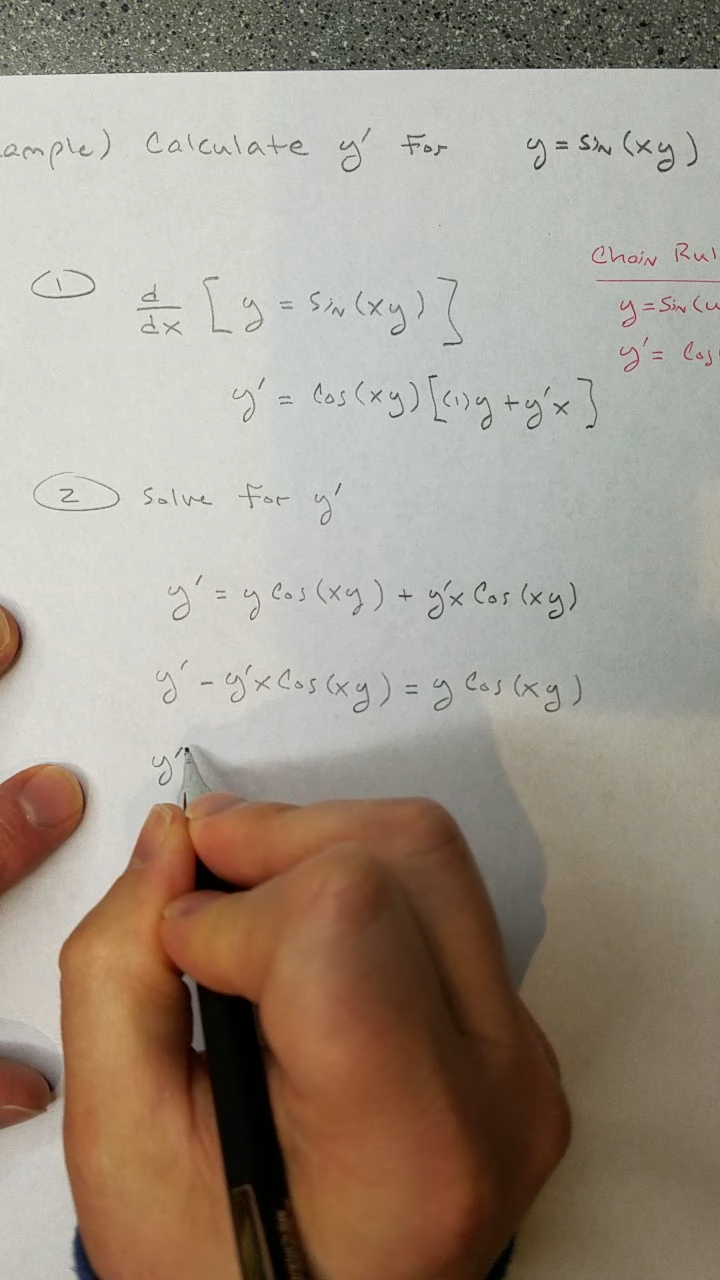 ample) Calculate y' For y = sin(xy)
① d/dx [y = sin(xy)]
Chain Rul
y = sin(u
y' = Cos
y' = Cos(xy)[(1)y + y'x]
② Solve for y'
y' = y Cos(xy) + y'x Cos(xy)
y' - y'x Cos(xy) = y Cos(xy)
y'